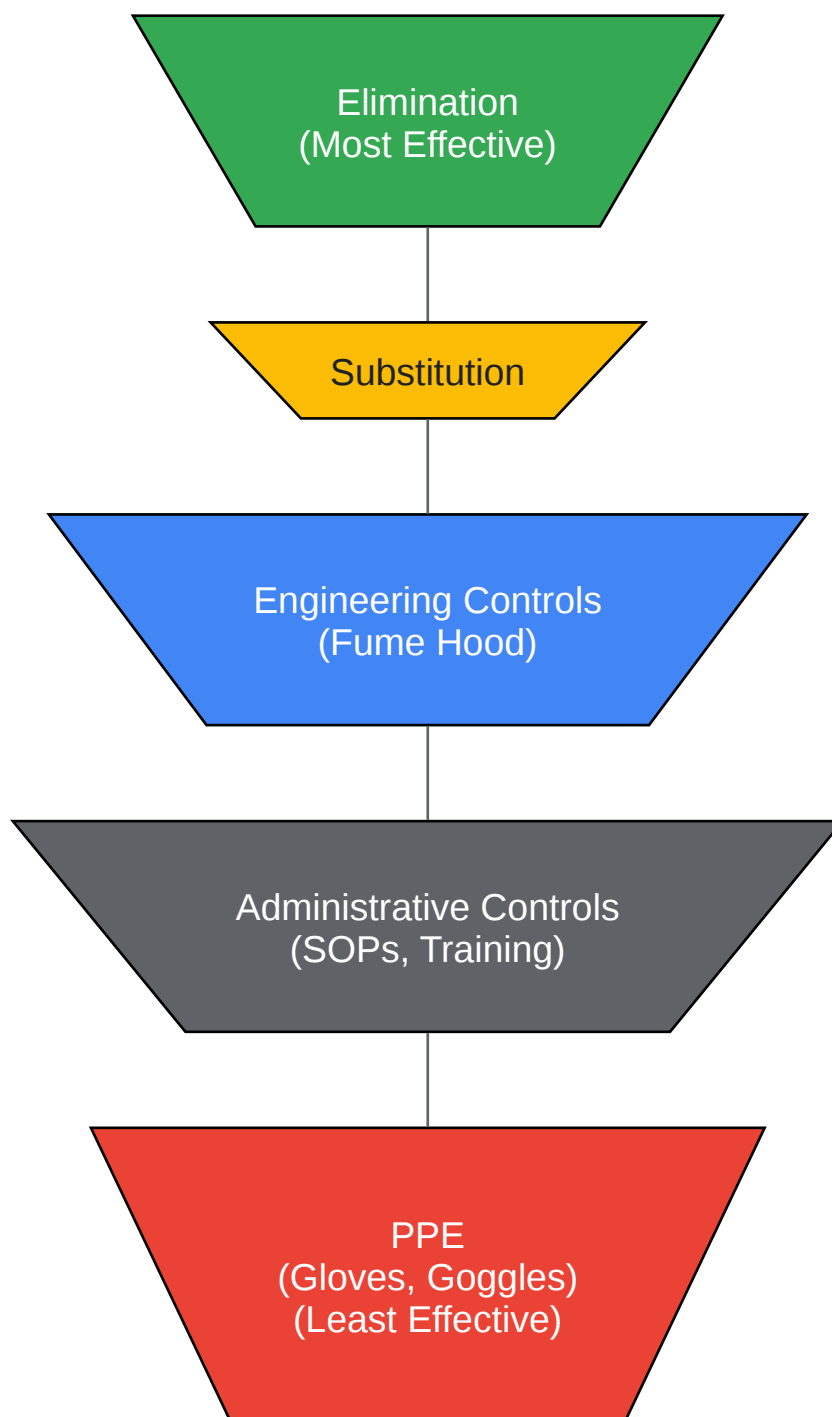 Elimination
(Most Effective)
Substitution
Engineering Controls
(Fume Hood)
Administrative Controls
(SOPs, Training)
PPE
(Gloves, Goggles)
(Least Effective)